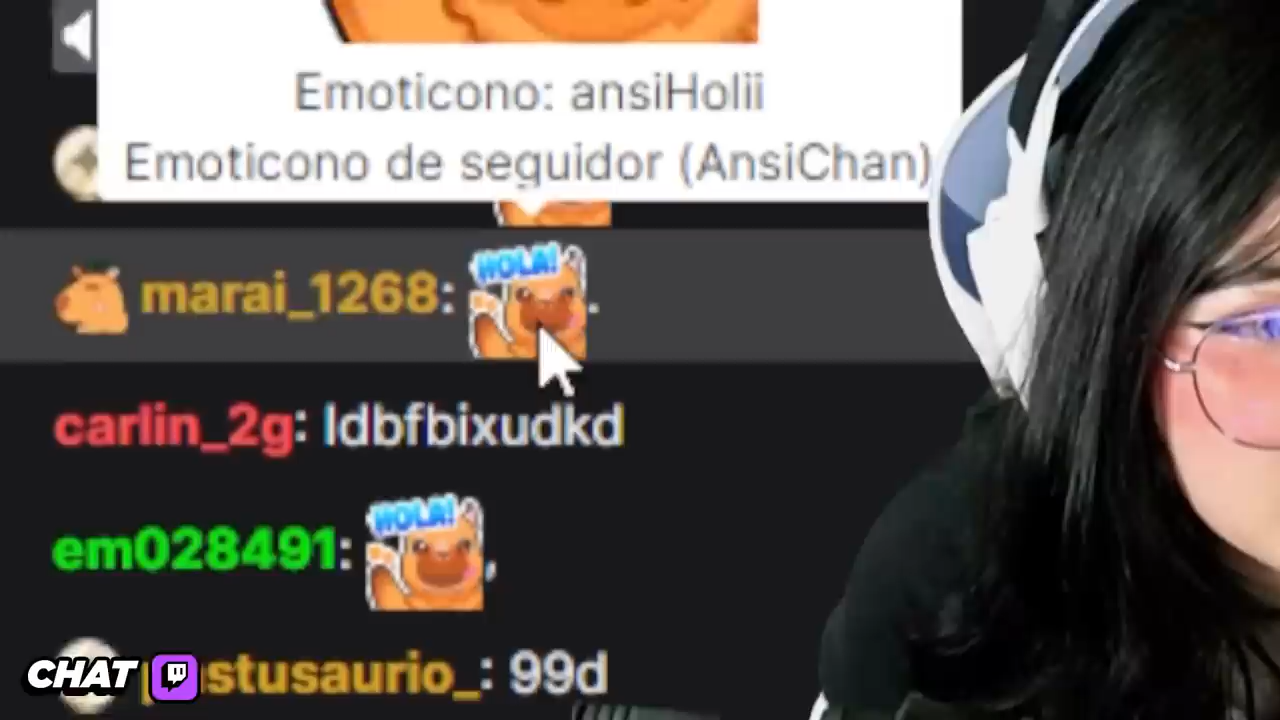 Emoticono: ansiHolii
Emoticono de seguidor (AnsiChan)
marai_1268: HOLA! .
carlin_2g: ldbfbixudkd
em028491: HOLA! ,
stusaurio_: 99d
CHAT